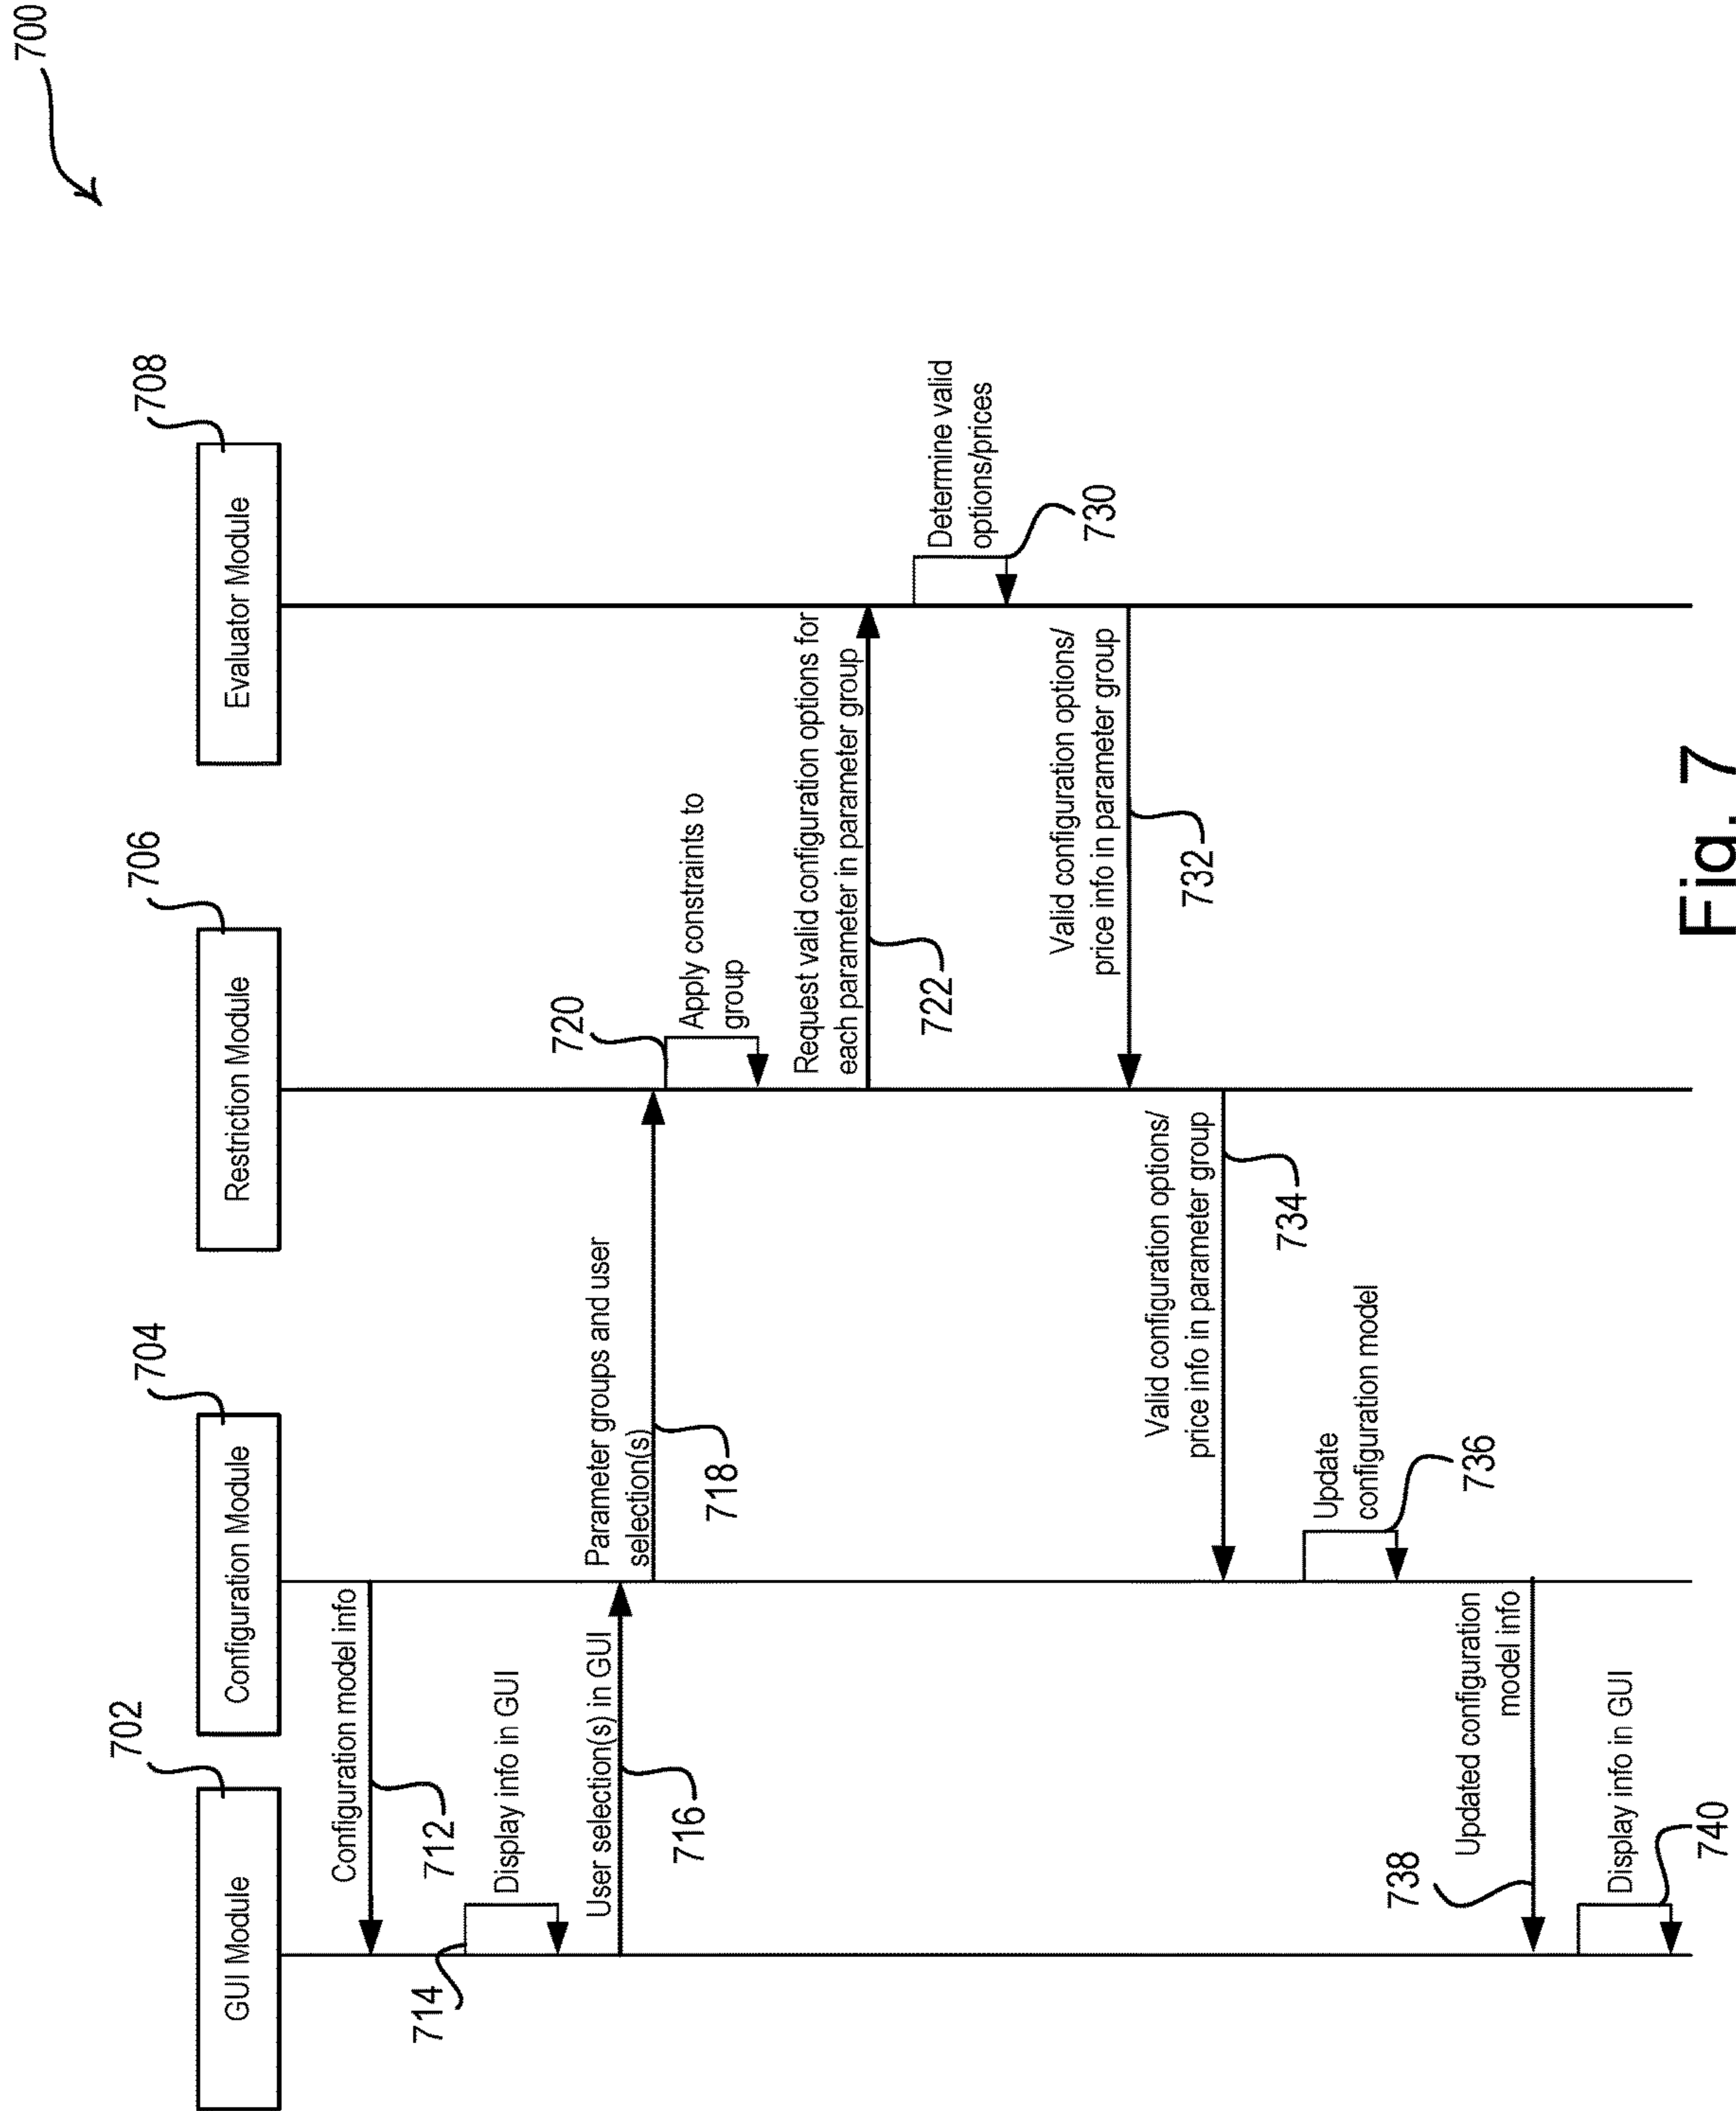 700
702
704
706
708
GUI Module
Configuration Module
Restriction Module
Evaluator Module
Configuration model info
712
714
Display info in GUI
User selection(s) in GUI
716
Parameter groups and user
selection(s)
718
720
Apply constraints to
group
Request valid configuration options for
each parameter in parameter group
722
Determine valid
options/prices
730
Valid configuration options/
price info in parameter group
732
Valid configuration options/
price info in parameter group
734
Update
configuration model
736
Updated configuration
model info
738
Display info in GUI
740
Fig. 7